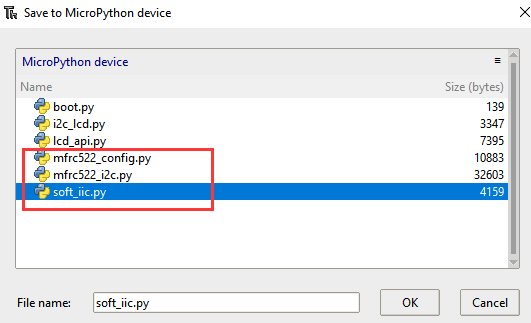 Save to MicroPython device
MicroPython device
Name Size (bytes)
boot.py 139
i2c_lcd.py 3347
lcd_api.py 7395
mfrc522_config.py 10883
mfrc522_i2c.py 32603
soft_iic.py 4159
File name: soft_iic.py OK Cancel